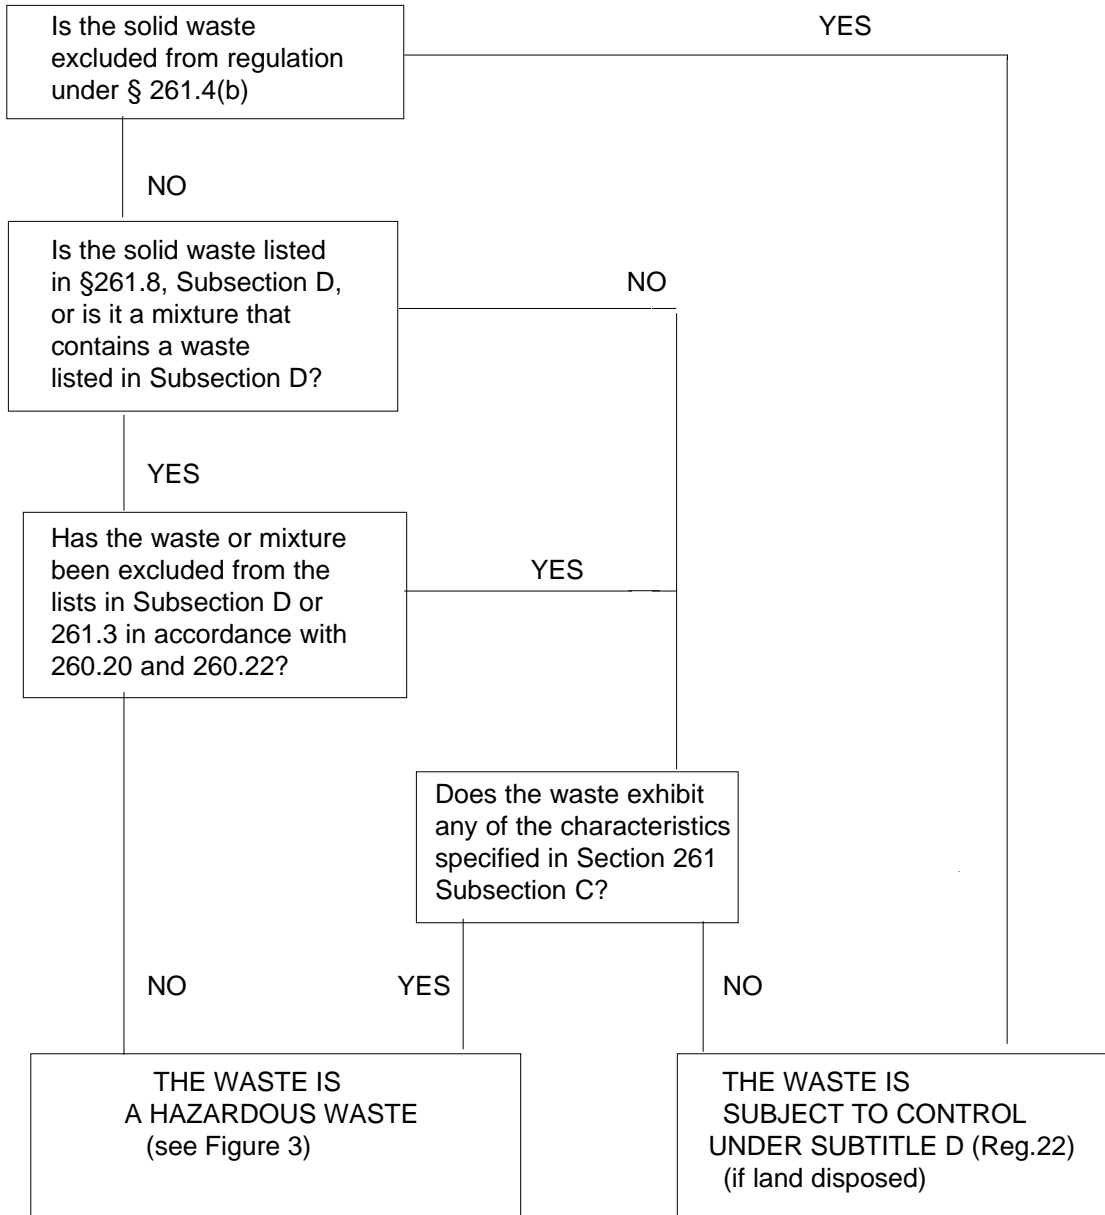 Is the solid waste
excluded from regulation
under § 261.4(b)
YES
NO
Is the solid waste listed
in §261.8, Subsection D,
or is it a mixture that
contains a waste
listed in Subsection D?
NO
YES
Has the waste or mixture
been excluded from the
lists in Subsection D or
261.3 in accordance with
260.20 and 260.22?
YES
Does the waste exhibit
any of the characteristics
specified in Section 261
Subsection C?
NO
YES
NO
THE WASTE IS
A HAZARDOUS WASTE
(see Figure 3)
THE WASTE IS
SUBJECT TO CONTROL
UNDER SUBTITLE D (Reg.22)
(if land disposed)